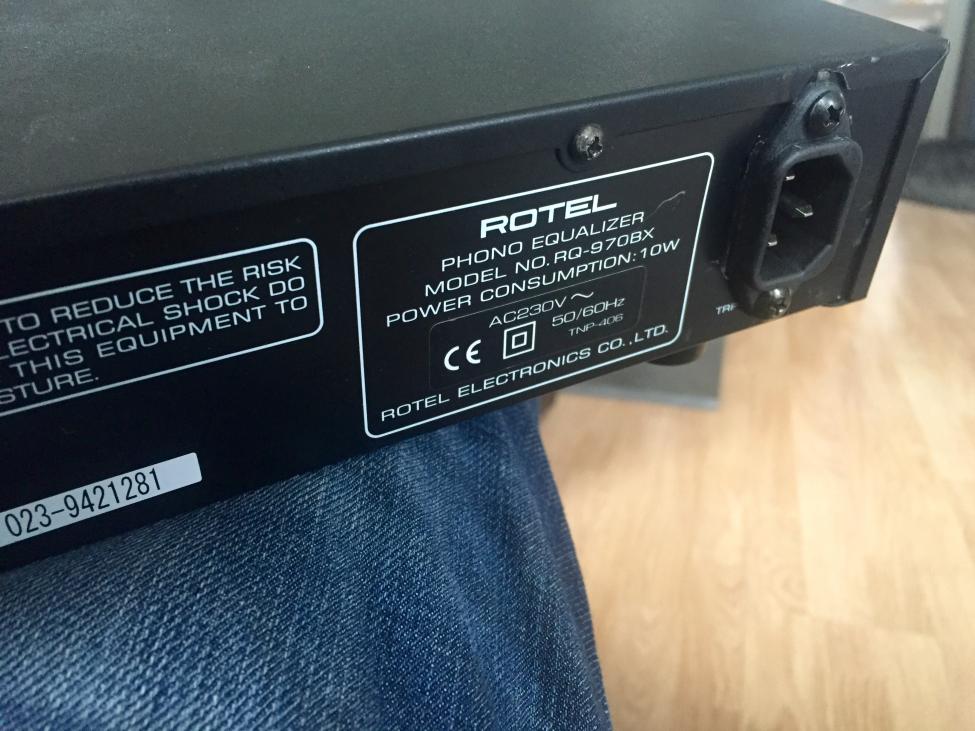 TO REDUCE THE RISK
LECTRICAL SHOCK DO
THIS EQUIPMENT TO
STURE.
023-9421281
ROTEL
PHONO EQUALIZER
MODEL NO. RQ-970BX
POWER CONSUMPTION: 10W
AC230V ~
50/60Hz
TNP-406
CE
ROTEL ELECTRONICS CO., LTD.